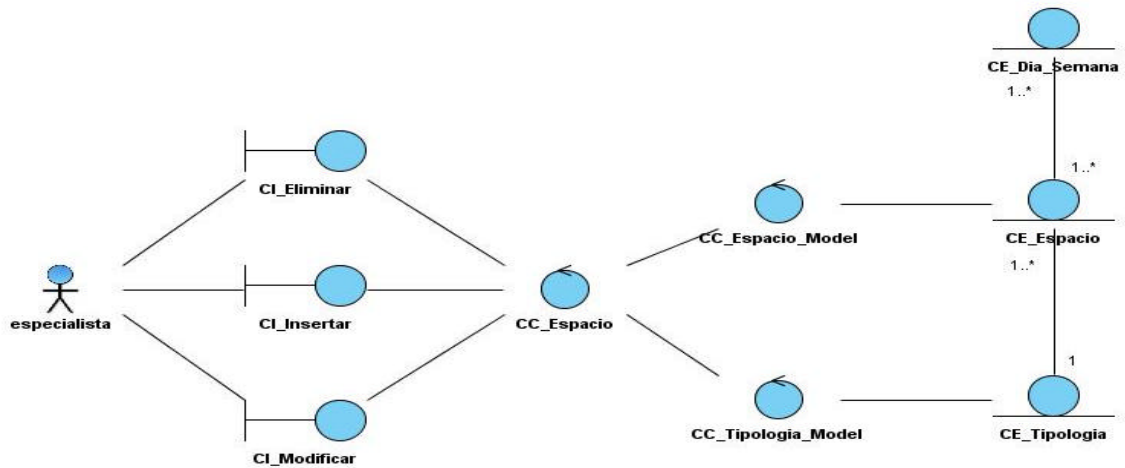 CE_Dia_Semana
1..*
1..*
CI_Eliminar
CC_Espacio_Model
CE_Espacio
1..*
especialista
CI_Insertar
CC_Espacio
1
CC_Tipologia_Model
CE_Tipologia
CI_Modificar